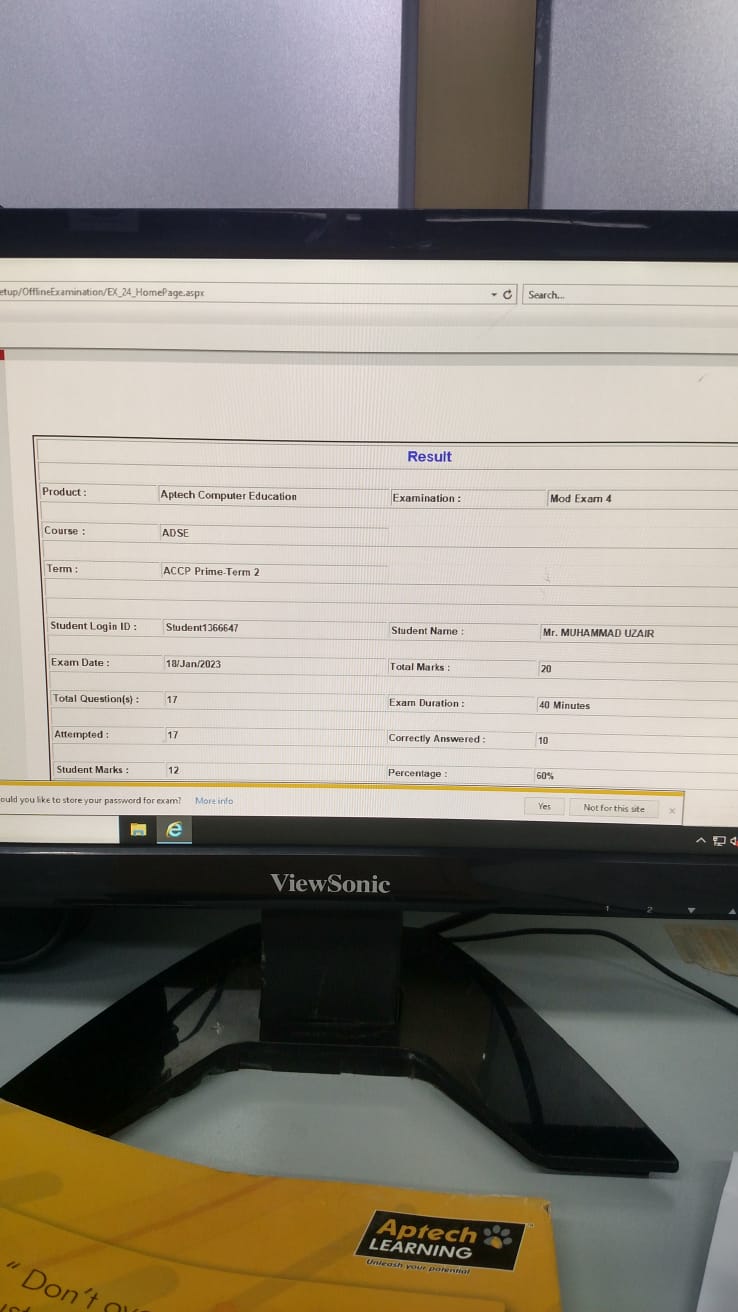 etup/OfflineExamination/EX_24_HomePage.aspx Search...
Result
Product : Aptech Computer Education Examination : Mod Exam 4
Course : ADSE
Term : ACCP Prime-Term 2
Student Login ID : Student1366647 Student Name : Mr. MUHAMMAD UZAIR
Exam Date : 18/Jan/2023 Total Marks : 20
Total Question(s) : 17 Exam Duration : 40 Minutes
Attempted : 17 Correctly Answered : 10
Student Marks : 12 Percentage : 60%
ould you like to store your password for exam? More info Yes Not for this site
ViewSonic
1 2
Aptech
LEARNING
Unleash your potential
" Don't